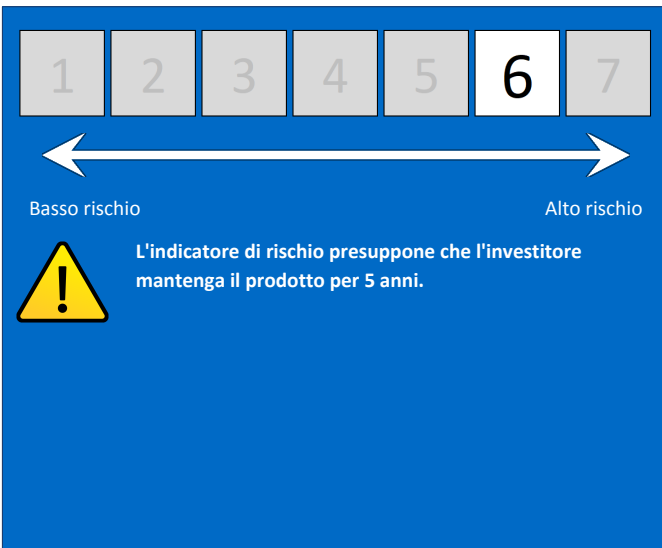 1 2 3 4 5 6 7
Basso rischio Alto rischio
L'indicatore di rischio presuppone che l'investitore
mantenga il prodotto per 5 anni.